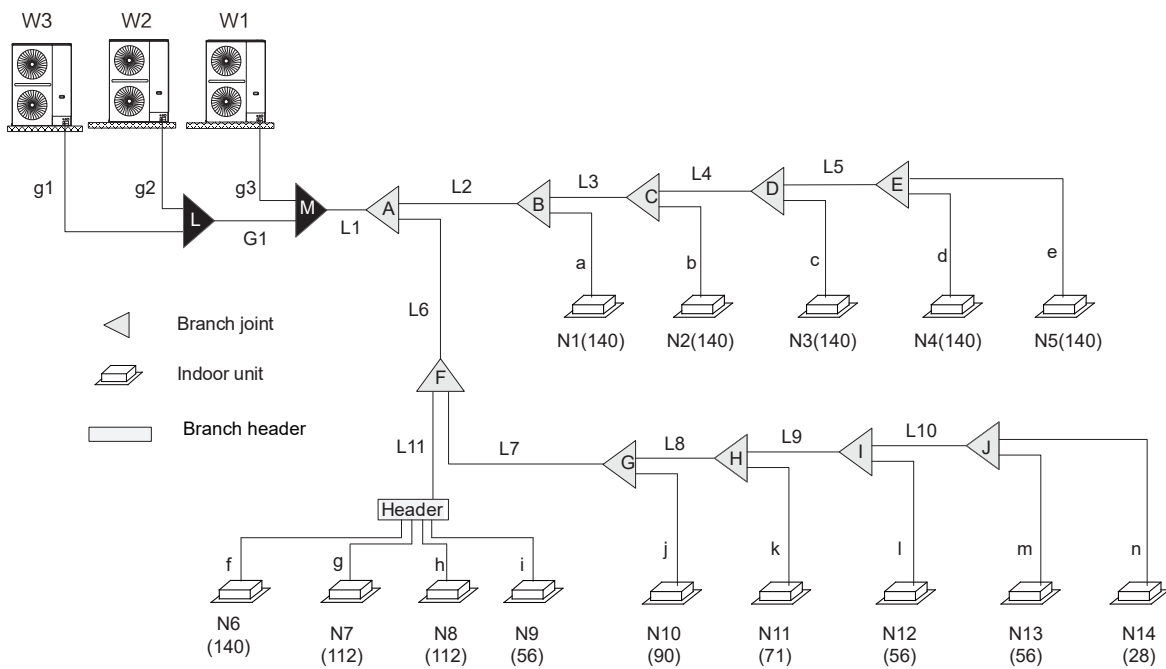 W3 W2 W1
g1 g2 g3
L M A
G1 L1
L2 B L3 C L4 D L5 E
a b c d e
N1(140) N2(140) N3(140) N4(140) N5(140)
Branch joint
Indoor unit
Branch header
L6
F
L11 L7 G L8 H L9 I L10 J
Header
f g h i j k l m n
N6 N7 N8 N9 N10 N11 N12 N13 N14
(140) (112) (112) (56) (90) (71) (56) (56) (28)